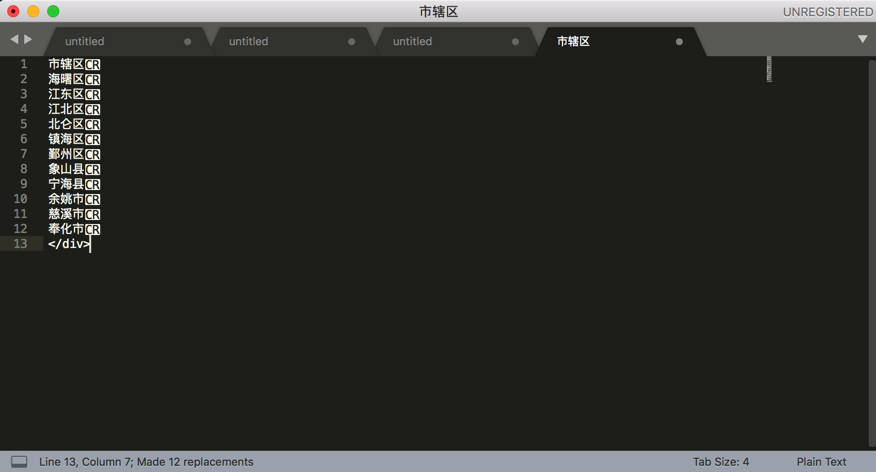 市辖区
UNREGISTERED
untitled
untitled
untitled
市辖区
1 市辖区CR
2 海曙区CR
3 江东区CR
4 江北区CR
5 北仑区CR
6 镇海区CR
7 鄞州区CR
8 象山县CR
9 宁海县CR
10 余姚市CR
11 慈溪市CR
12 奉化市CR
13 </div>
Line 13, Column 7; Made 12 replacements
Tab Size: 4
Plain Text